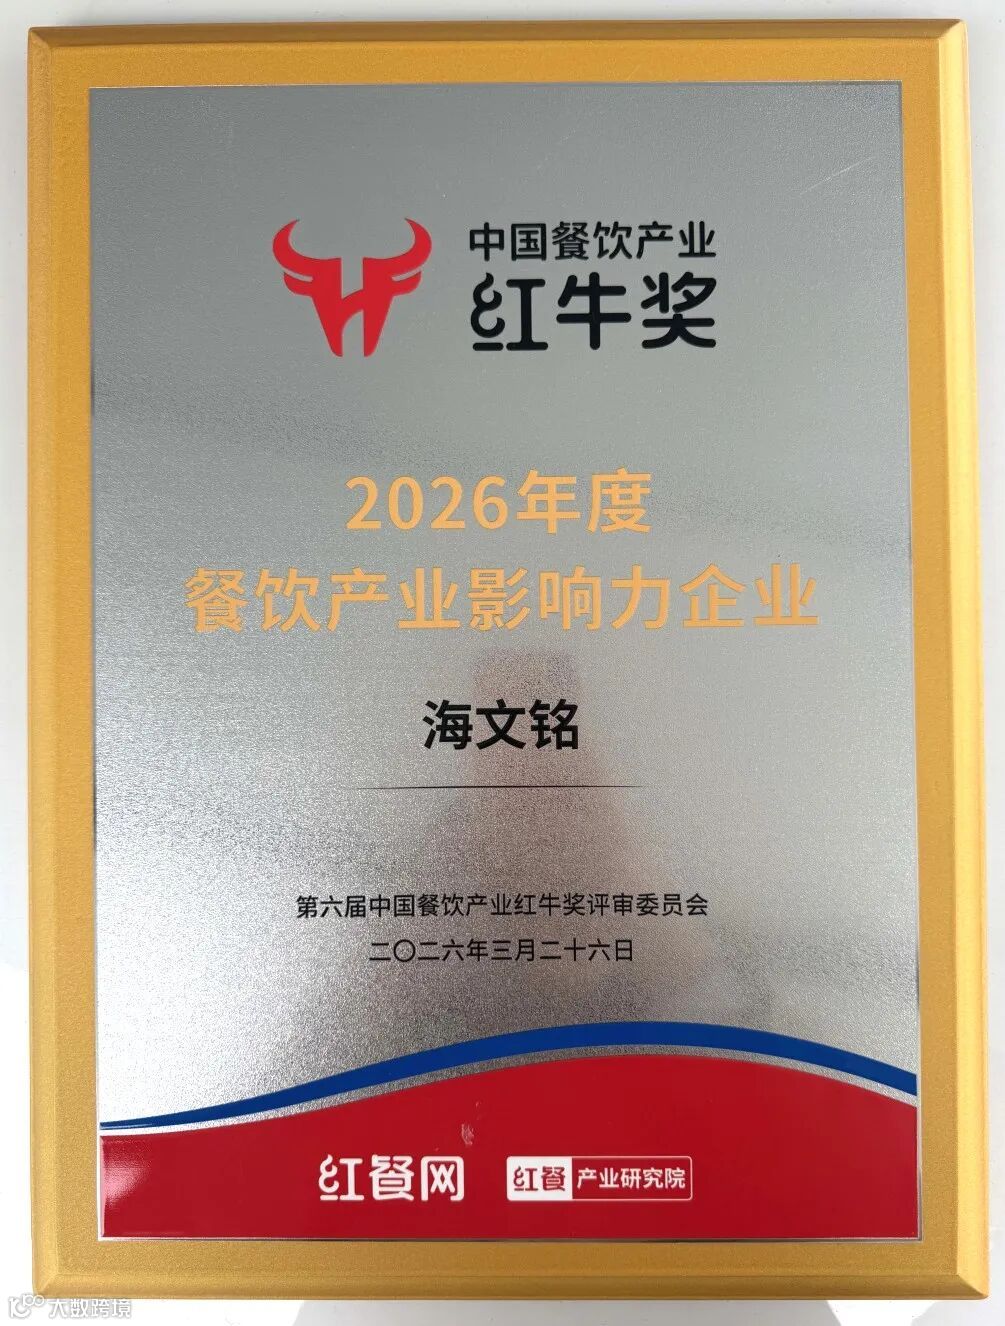 中国餐饮产业
红牛奖
2026年度
餐饮产业影响力企业
海文铭
第六届中国餐饮产业红牛奖评审委员会
二〇二六年三月二十六日
红餐网
红餐 产业研究院
大数跨境